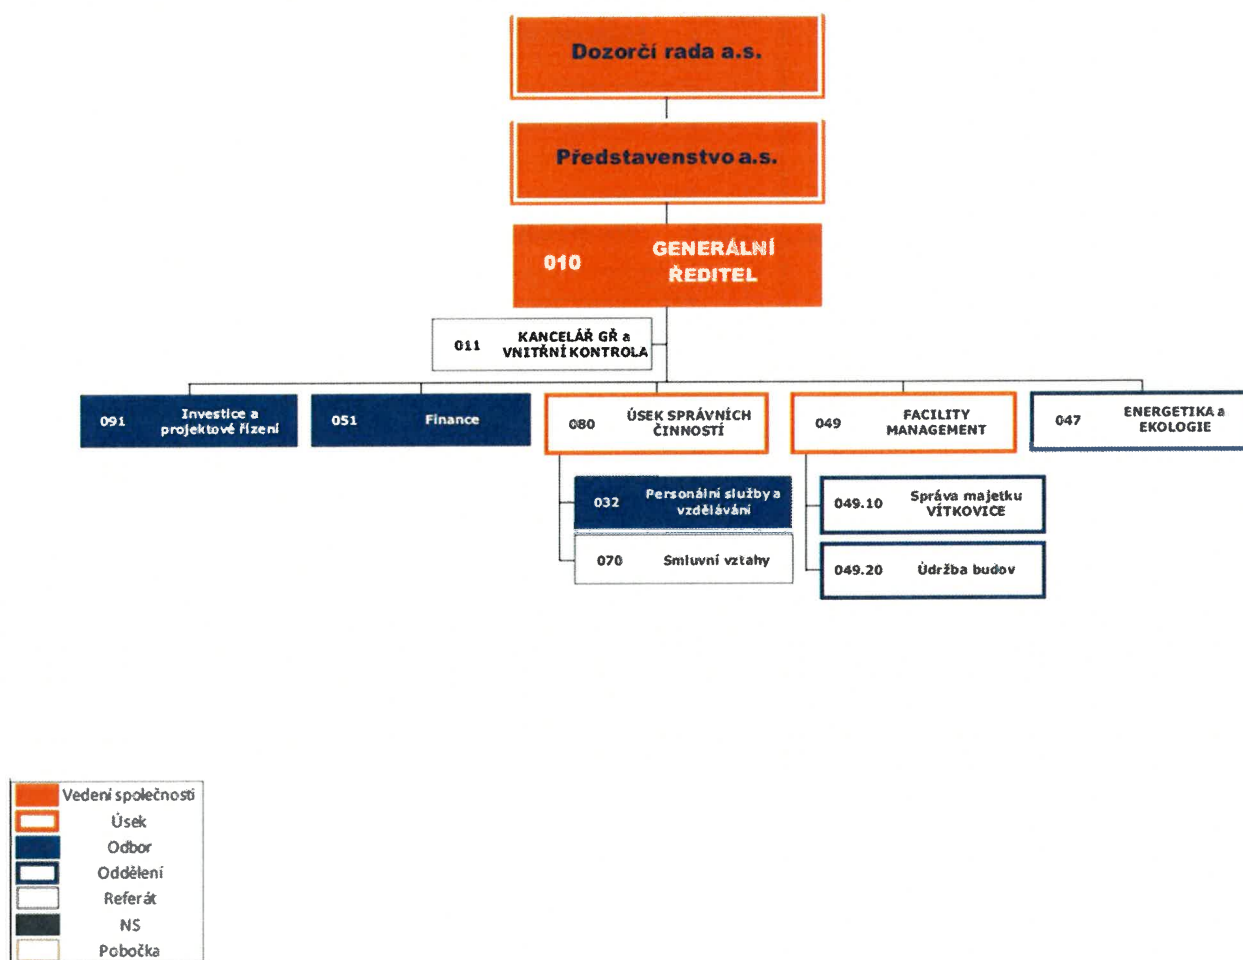 Dozorčí rada a.s.
Představenstvo a.s.
010 GENERÁLNÍ
ŘEDITEL
011 KANCELÁŘ GŘ a
VNITŘNÍ KONTROLA
091 Investice a
projektové řízení
051 Finance
080 ÚSEK SPRÁVNÍCH
ČINNOSTÍ
049 FACILITY
MANAGEMENT
047 ENERGETIKA a
EKOLOGIE
032 Personální služby a
vzdělávání
049.10 Správa majetku
VÍTKOVICE
070 Smluvní vztahy
049.20 Údržba budov
Vedení společnosti
Úsek
Odbor
Oddělení
Referát
NS
Pobočka